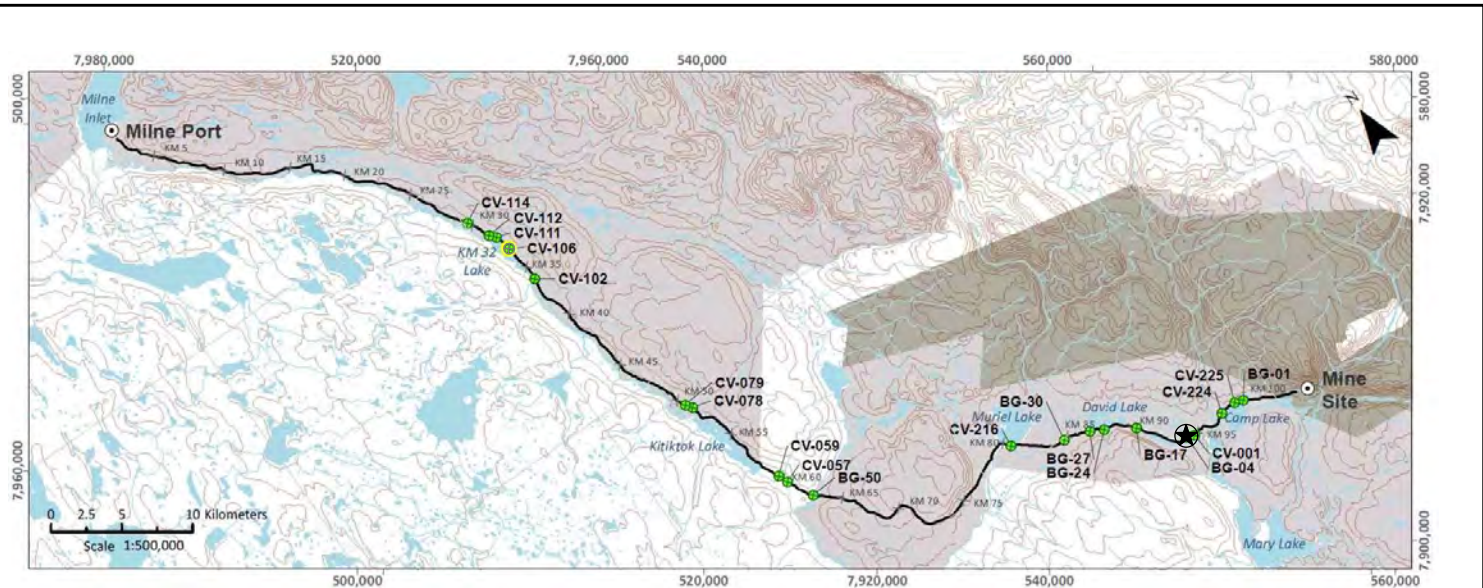 7,980,000
520,000
7,960,000
540,000
560,000
580,000
500,000
580,000
Milne
Inlet
Milne Port
KM 5
KM 10
KM 15
KM 20
KM 25
CV-114
KM 30
CV-112
CV-111
CV-106
KM 32
Lake
KM 35
CV-102
KM 40
KM 45
7,920,000
CV-079
KM 50
CV-078
KM 55
Kitiktok Lake
CV-059
CV-057
KM 60
BG-50
KM 65
KM 70
KM 75
CV-216
KM 80
Muriel Lake
BG-30
KM 85
BG-27
BG-24
David Lake
KM 90
BG-17
CV-225
CV-224
BG-01
KM 100
Mine
Site
Camp Lake
KM 95
CV-001
BG-04
Mary Lake
7,960,000
7,900,000
0 2.5 5 10 Kilometers
Scale 1:500,000
500,000
520,000
7,920,000
540,000
560,000